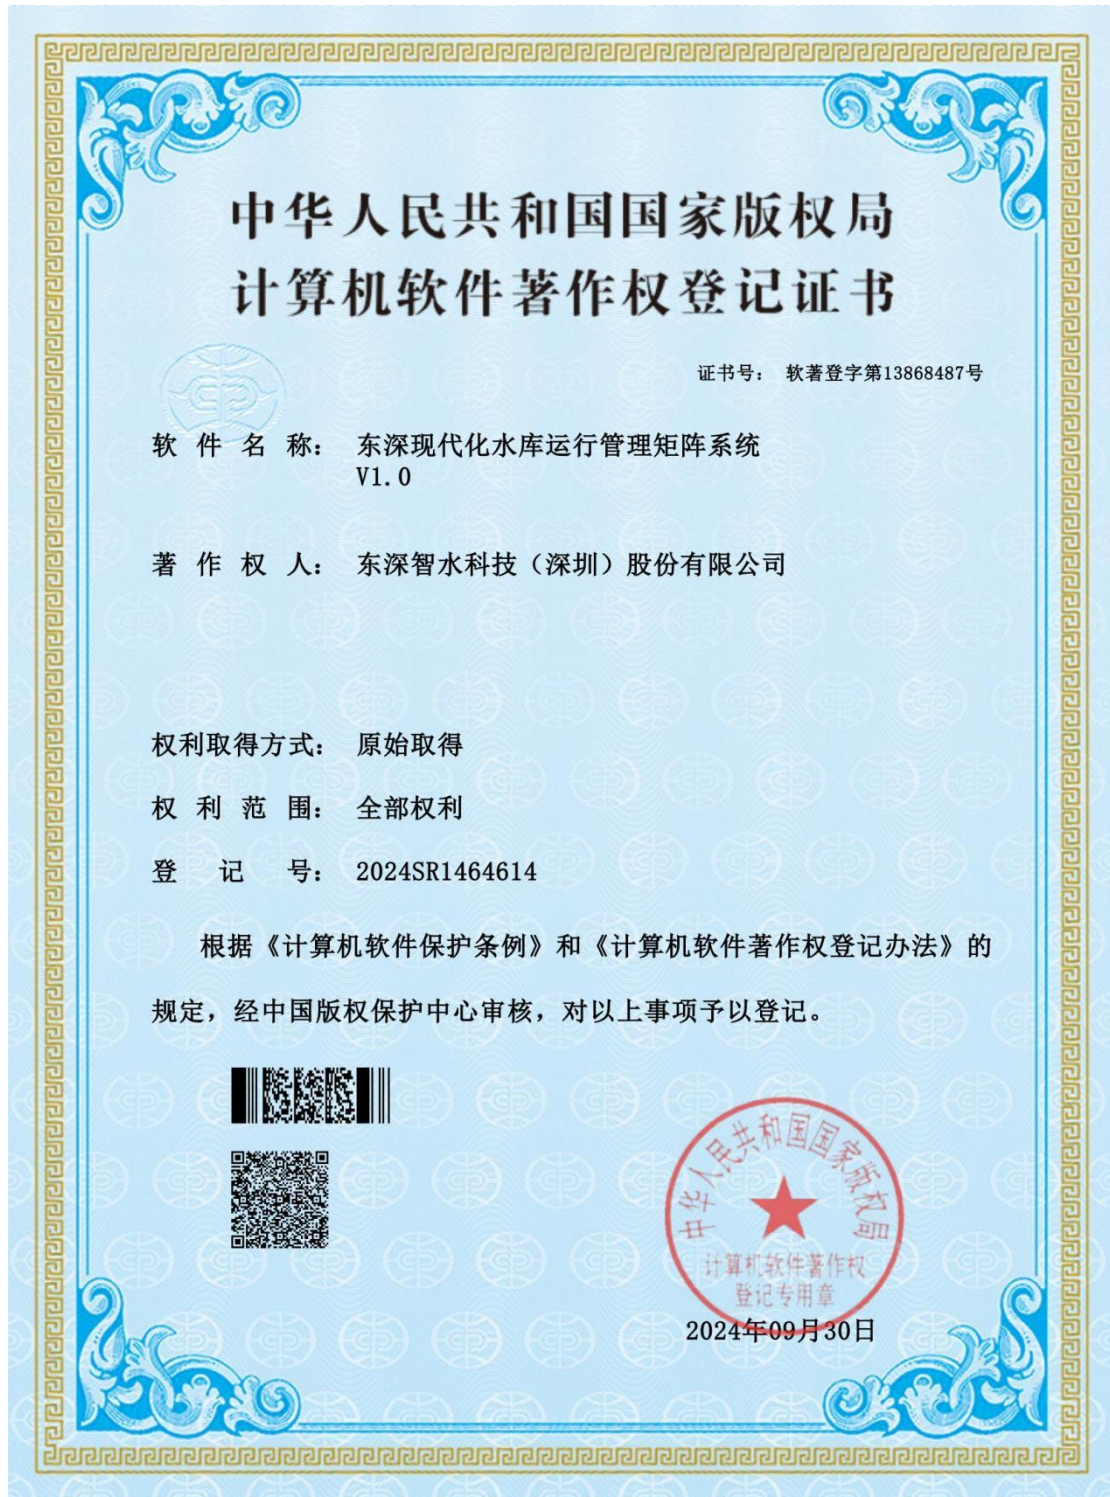 中华人民共和国国家版权局
计算机软件著作权登记证书
证书号： 软著登字第13868487号
软件名称： 东深现代化水库运行管理矩阵系统
V1.0
著作权人： 东深智水科技（深圳）股份有限公司
权利取得方式： 原始取得
权利范围： 全部权利
登记号： 2024SR1464614
根据《计算机软件保护条例》和《计算机软件著作权登记办法》的
规定，经中国版权保护中心审核，对以上事项予以登记。
中华人民共和国国家版权局
计算机软件著作权
登记专用章
2024年09月30日